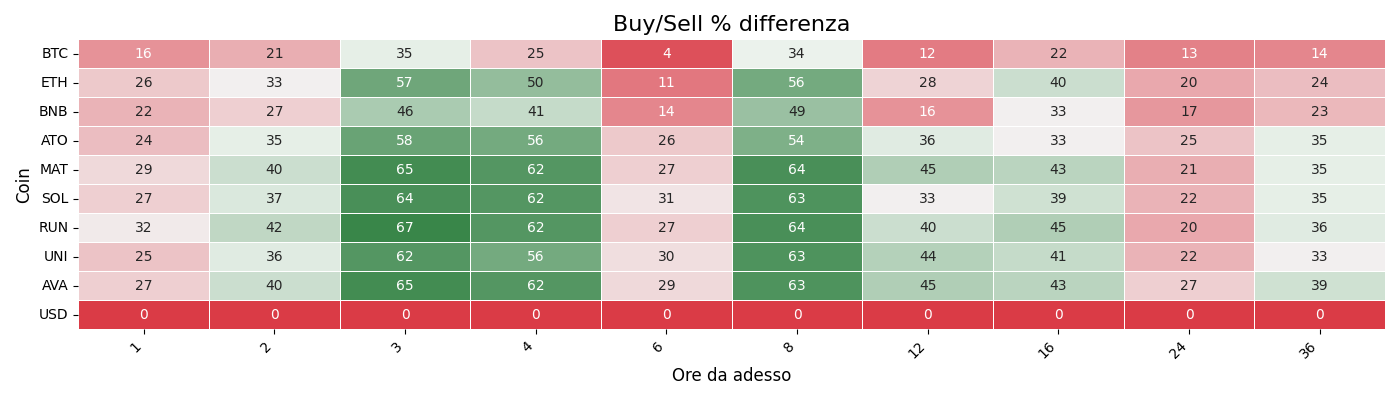 Buy/Sell % differenza
Coin
BTC 16 21 35 25 4 34 12 22 13 14
ETH 26 33 57 50 11 56 28 40 20 24
BNB 22 27 46 41 14 49 16 33 17 23
ATO 24 35 58 56 26 54 36 33 25 35
MAT 29 40 65 62 27 64 45 43 21 35
SOL 27 37 64 62 31 63 33 39 22 35
RUN 32 42 67 62 27 64 40 45 20 36
UNI 25 36 62 56 30 63 44 41 22 33
AVA 27 40 65 62 29 63 45 43 27 39
USD 0 0 0 0 0 0 0 0 0 0
1 2 3 4 6 8 12 16 24 36
Ore da adesso